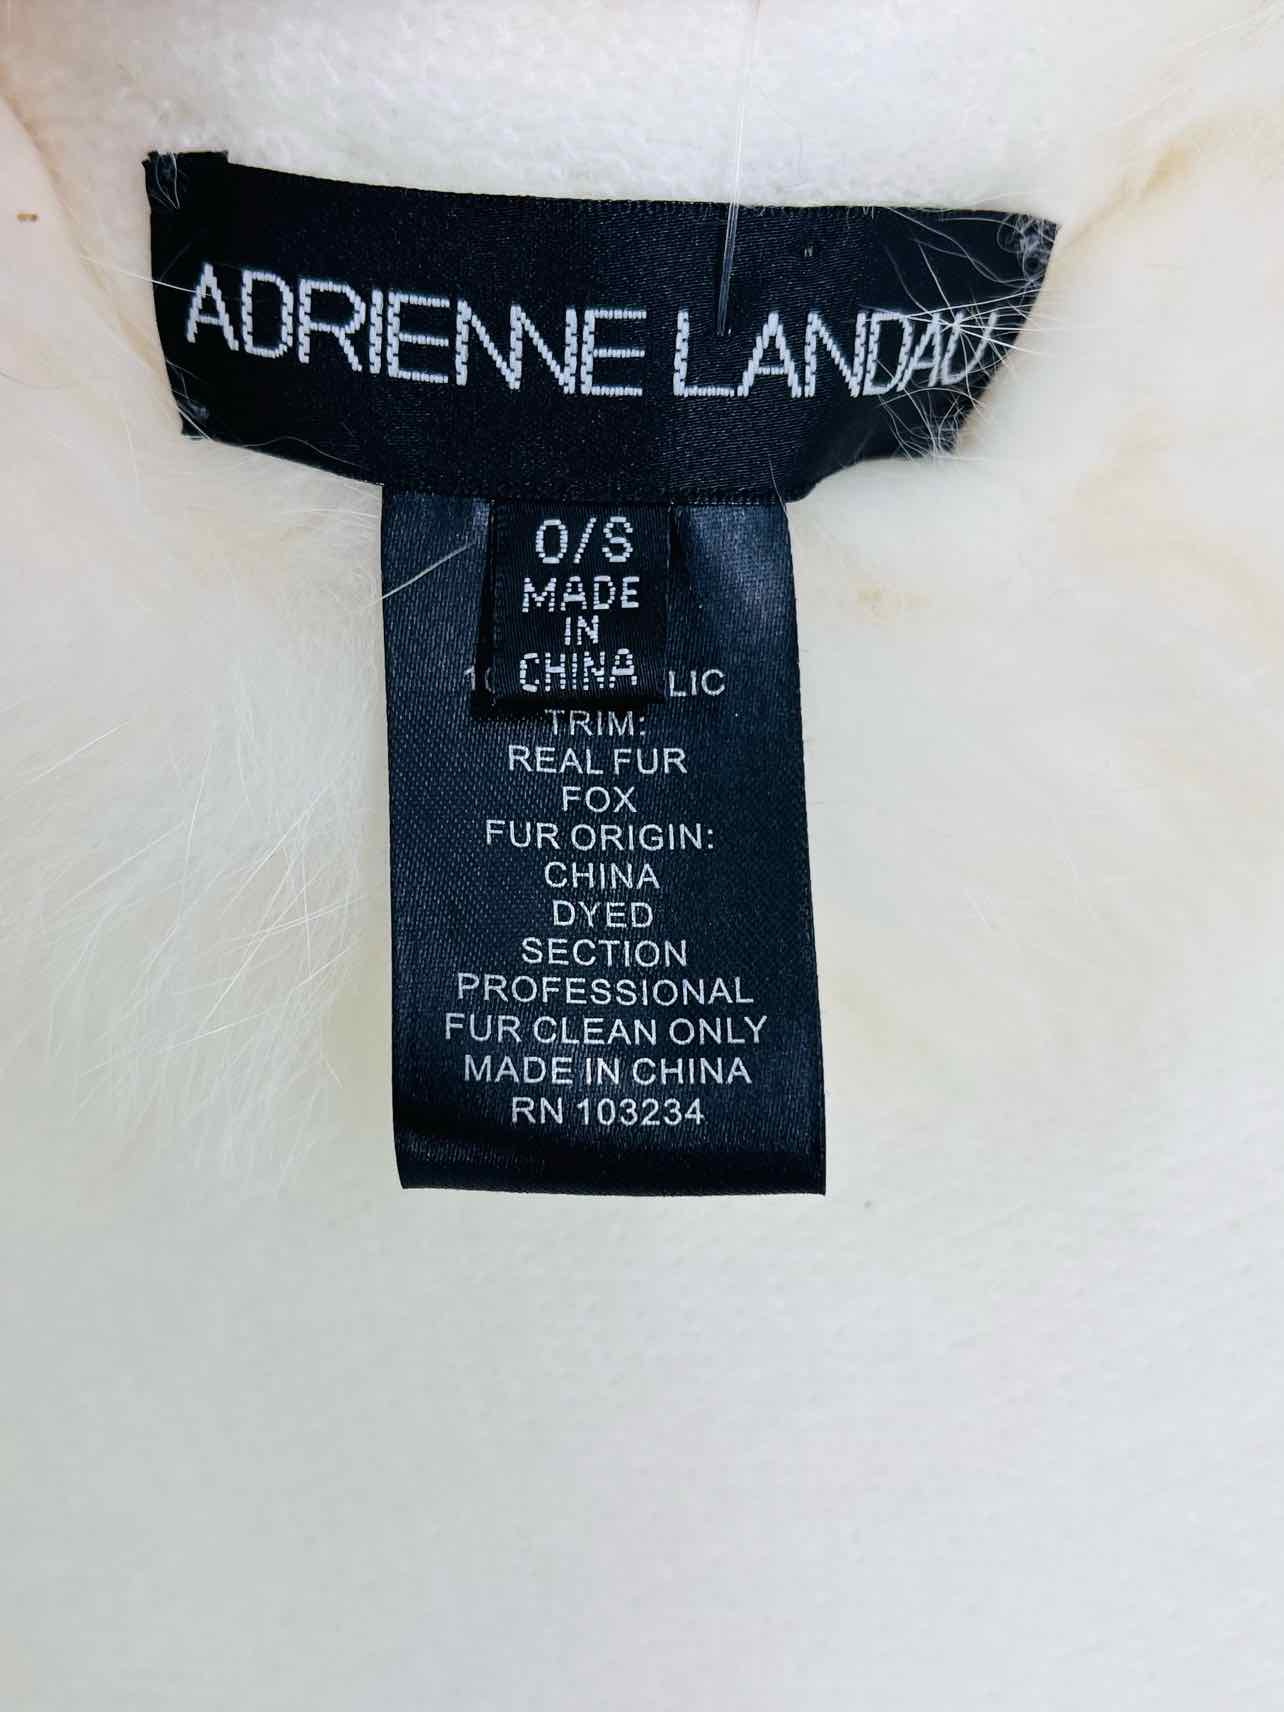 ADRIENNE LANDAU
O/S
MADE
IN
CHINA
TRIM:
REAL FUR
FOX
FUR ORIGIN:
CHINA
DYED
SECTION
PROFESSIONAL
FUR CLEAN ONLY
MADE IN CHINA
RN 103234